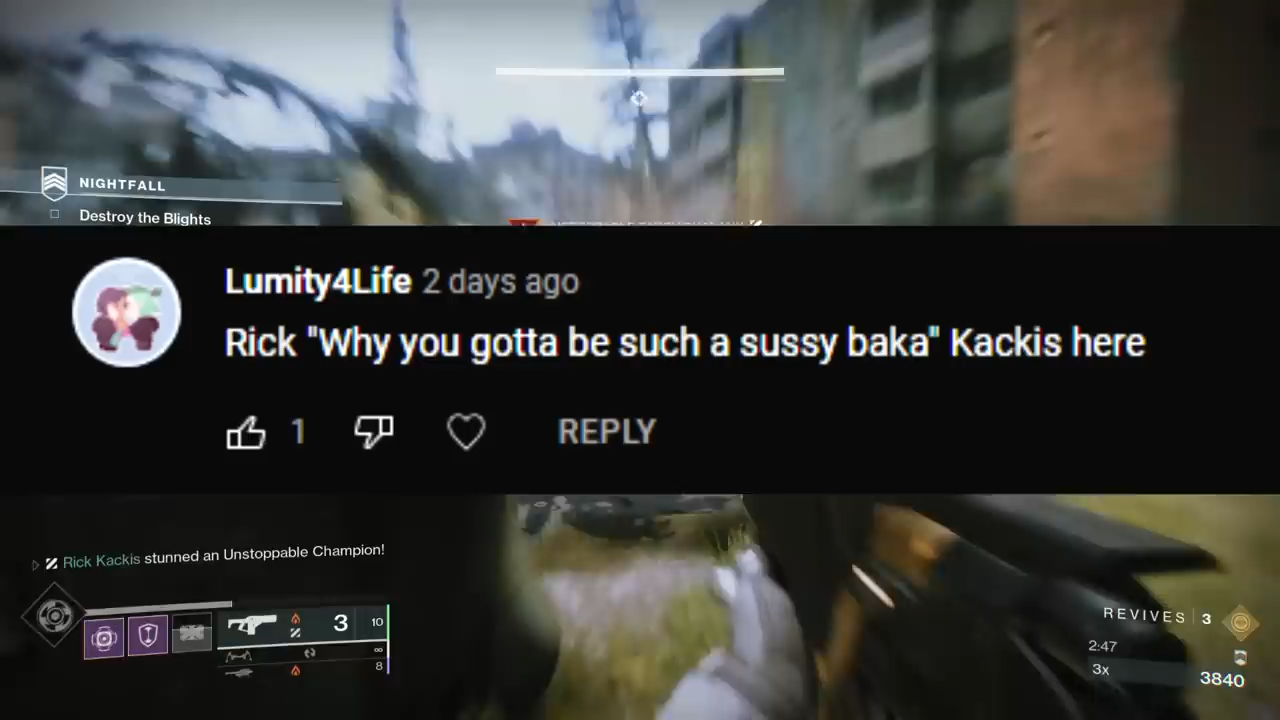 NIGHTFALL
Destroy the Blights
Lumity4Life 2 days ago
Rick "Why you gotta be such a sussy baka" Kackis here
1
REPLY
Rick Kackis stunned an Unstoppable Champion!
3 10
∞
8
REVIVES 3
2:47
3x
3840